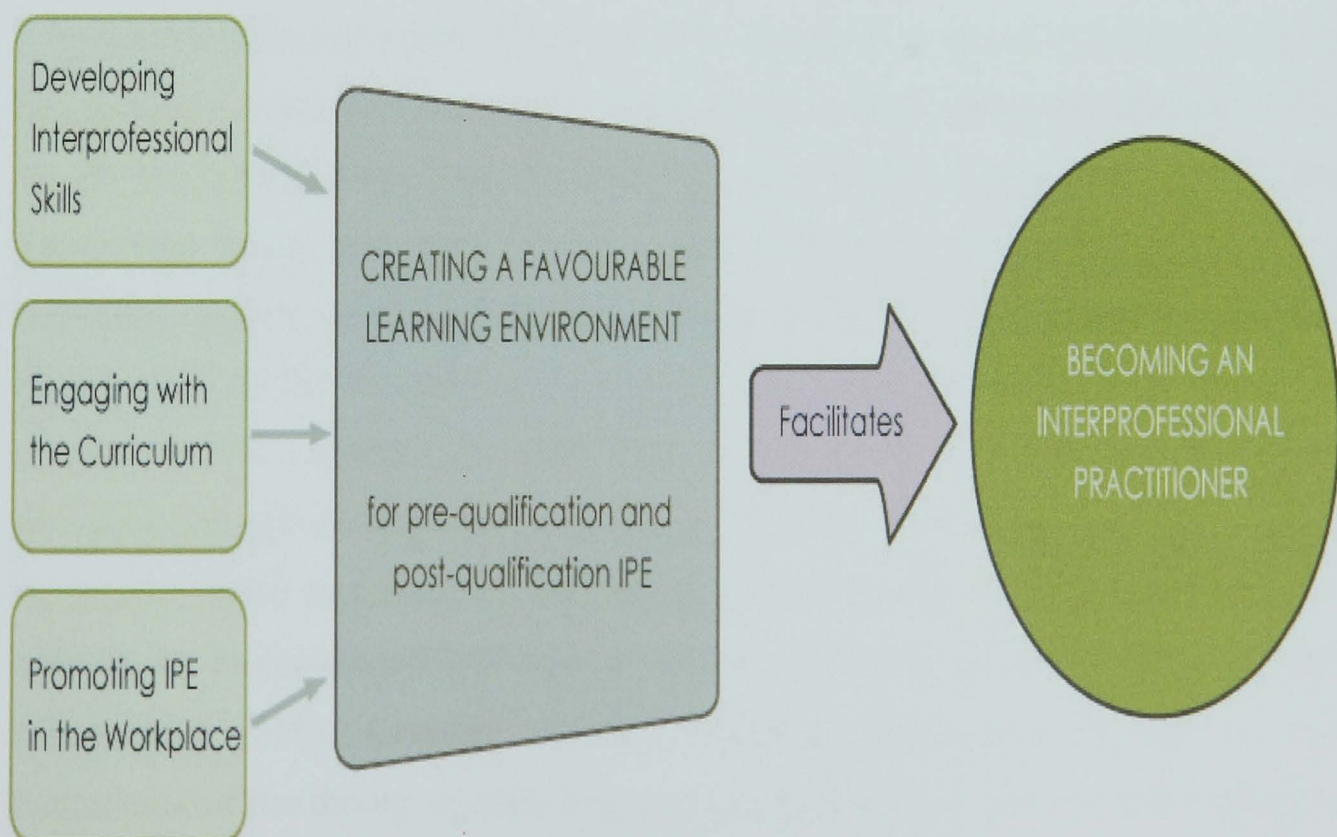 Developing
Interprofessional
Skills
Engaging with
the Curriculum
Promoting IPE
in the Workplace
CREATING A FAVOURABLE
LEARNING ENVIRONMENT
for pre-qualification and
post-qualification IPE
Facilitates
BECOMING AN
INTERPROFESSIONAL
PRACTITIONER